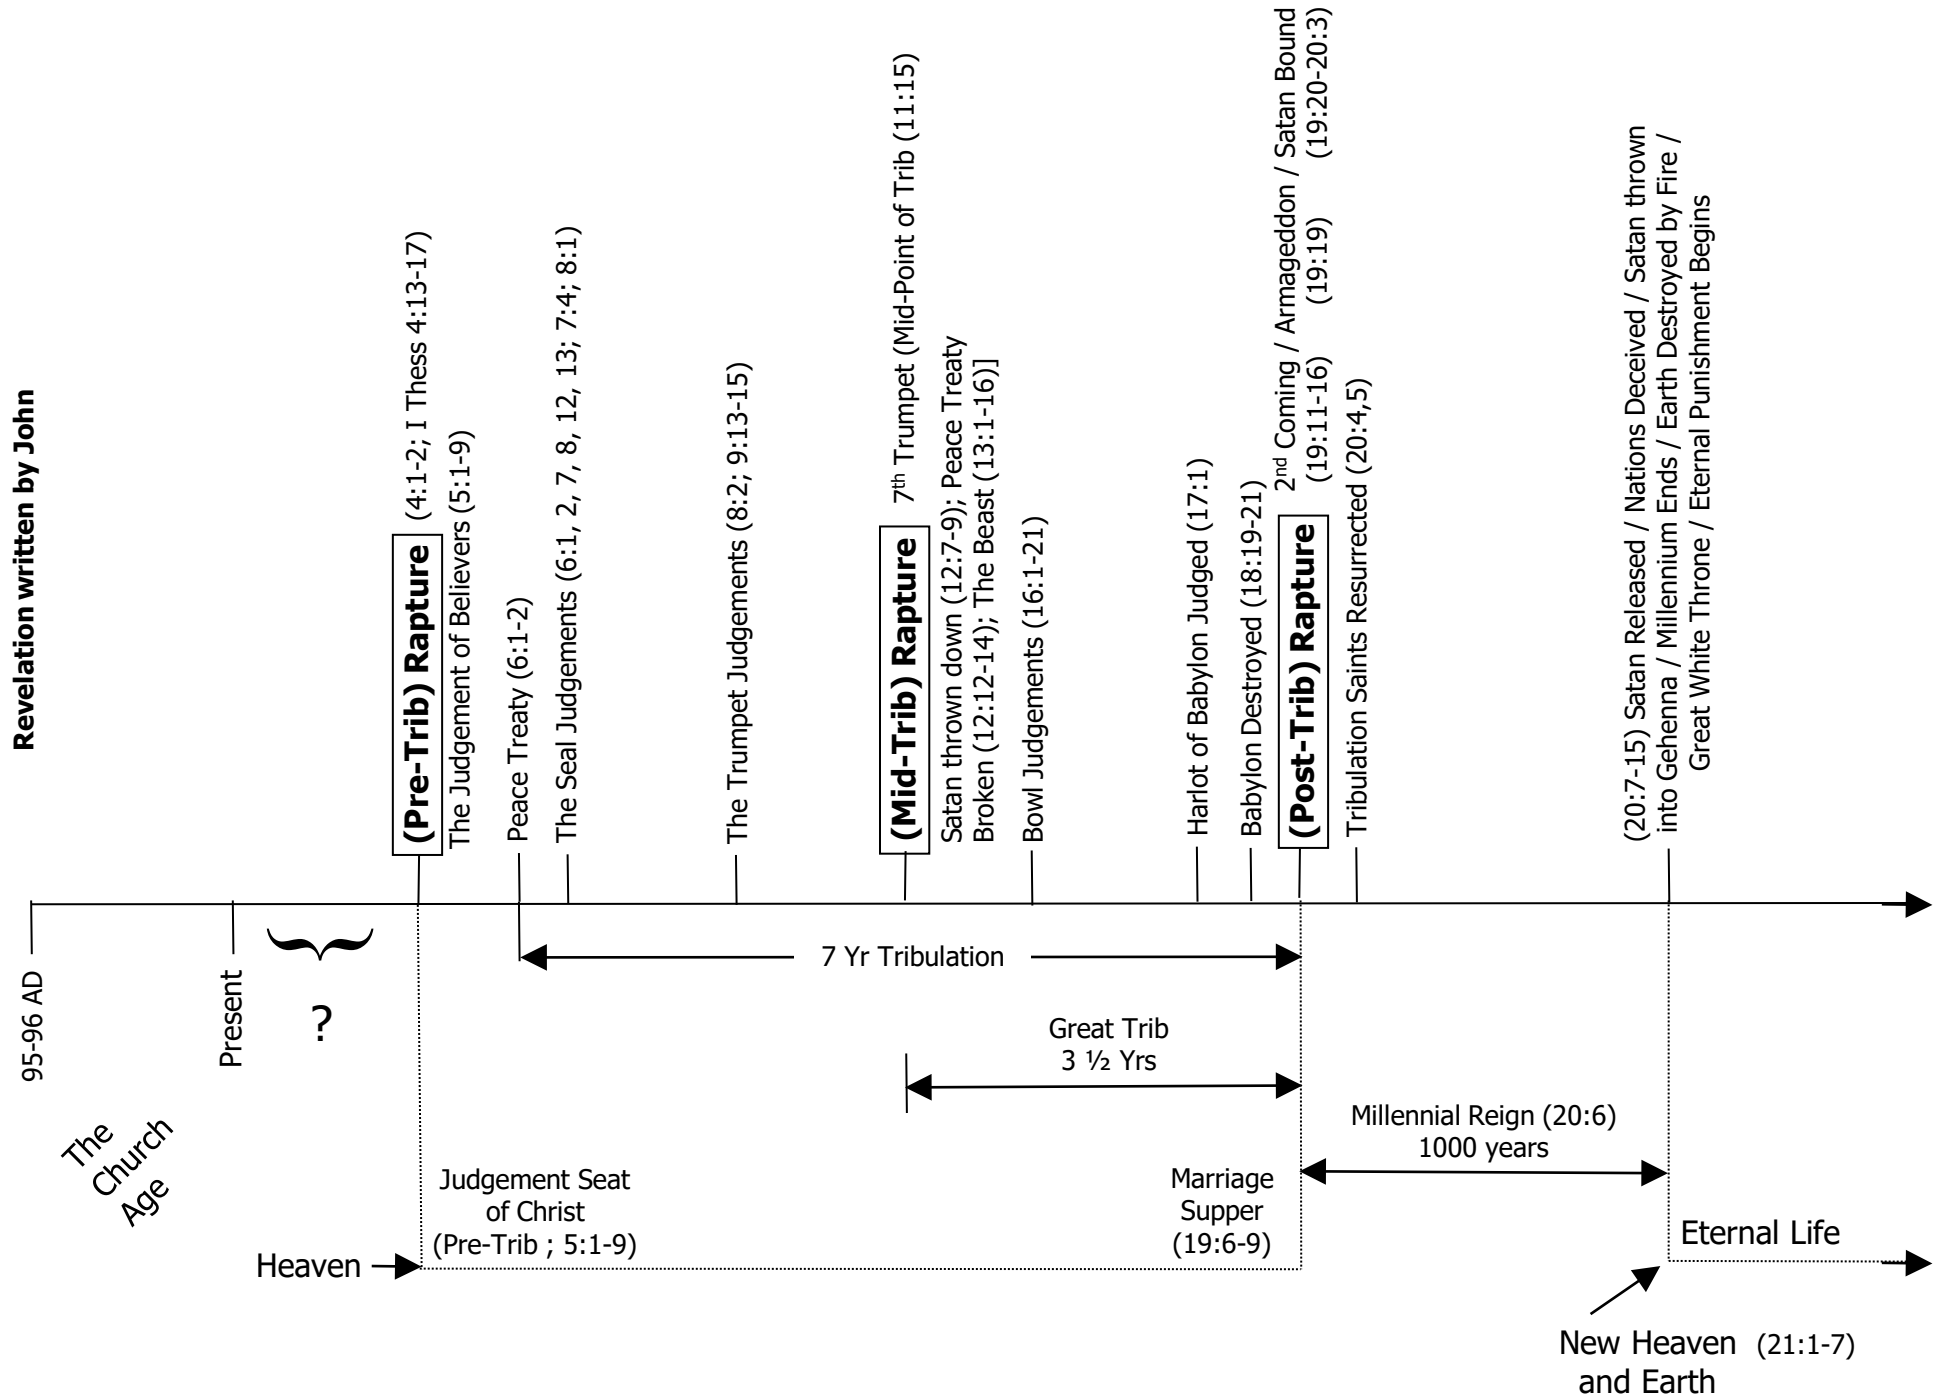 Revelation written by John
(Pre-Trib) Rapture
(4:1-2; I Thess 4:13-17)
The Judgement of Believers (5:1-9)
Peace Treaty (6:1-2)
The Seal Judgements (6:1, 2, 7, 8, 12, 13; 7:4; 8:1)
The Trumpet Judgements (8:2; 9:13-15)
(Mid-Trib) Rapture
7th Trumpet (Mid-Point of Trib (11:15)
Satan thrown down (12:7-9); Peace Treaty
Broken (12:12-14); The Beast (13:1-16)]
Bowl Judgements (16:1-21)
Harlot of Babylon Judged (17:1)
Babylon Destroyed (18:19-21)
(Post-Trib) Rapture
2nd Coming / Armageddon / Satan Bound
(19:11-16) (19:19) (19:20-20:3)
Tribulation Saints Resurrected (20:4,5)
(20:7-15) Satan Released / Nations Deceived / Satan thrown
into Gehenna / Millennium Ends / Earth Destroyed by Fire /
Great White Throne / Eternal Punishment Begins
95-96 AD
Present
?
7 Yr Tribulation
Great Trib
3 ½ Yrs
The
Church
Age
Millennial Reign (20:6)
1000 years
Judgement Seat
of Christ
(Pre-Trib ; 5:1-9)
Marriage
Supper
(19:6-9)
Heaven
Eternal Life
New Heaven (21:1-7)
and Earth